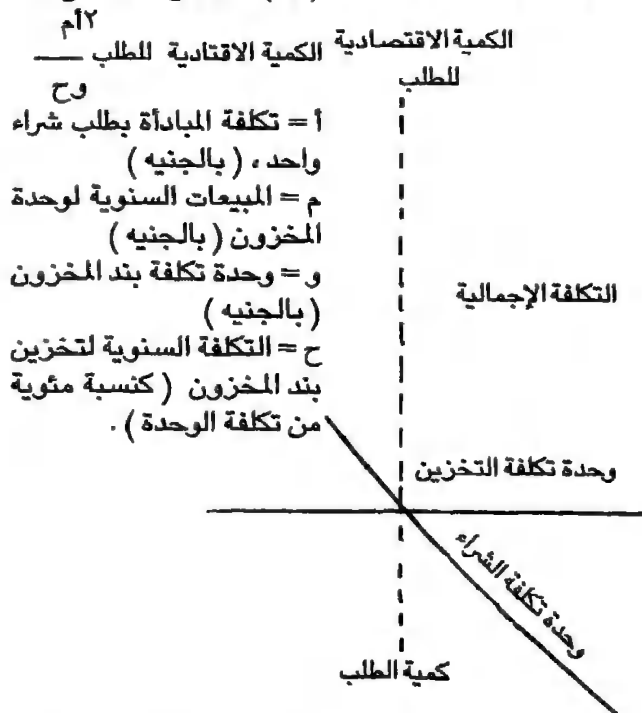 الكمية الاقتصادية
للطلب
٢أم
الكمية الاقتادية للطلب ——
وح
أ = تكلفة المبادأة بطلب شراء
واحد ، ( بالجنيه )
م = المبيعات السنوية لوحدة
المخزون ( بالجنيه )
و = وحدة تكلفة بند المخزون
( بالجنيه )
ح = التكلفة السنوية لتخزين
بند المخزون ( كنسبة مئوية
من تكلفة الوحدة ) .
التكلفة الإجمالية
وحدة تكلفة التخزين
وحدة تكلفة الشراء
كمية الطلب